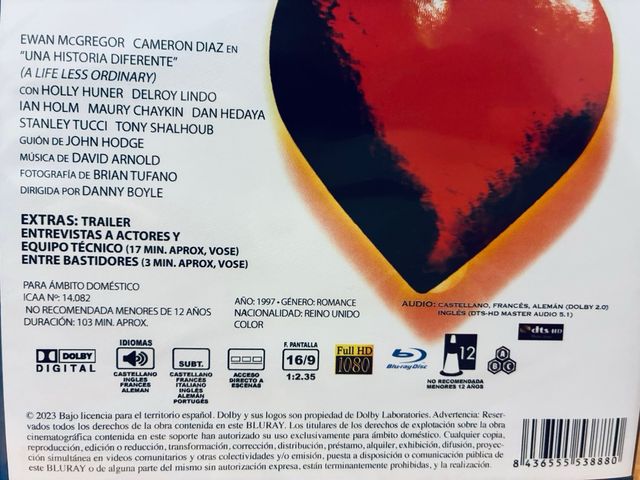 EWAN McGREGOR CAMERON DIAZ EN
"UNA HISTORIA DIFERENTE"
(A LIFE LESS ORDINARY)
CON HOLLY HUNER DELROY LINDO
IAN HOLM MAURY CHAYKIN DAN HEDAYA
STANLEY TUCCI TONY SHALHOUB
GUIÓN DE JOHN HODGE
MÚSICA DE DAVID ARNOLD
FOTOGRAFÍA DE BRIAN TUFANO
DIRIGIDA POR DANNY BOYLE
EXTRAS: TRAILER
ENTREVISTAS A ACTORES Y
EQUIPO TÉCNICO (17 MIN. APROX, VOSE)
ENTRE BASTIDORES (3 MIN. APROX, VOSE)
PARA ÁMBITO DOMÉSTICO
ICAA Nº: 14.082
NO RECOMENDADA MENORES DE 12 AÑOS
DURACIÓN: 103 MIN. APROX.
AÑO: 1997 • GÉNERO: ROMANCE
NACIONALIDAD: REINO UNIDO
COLOR
AUDIO: CASTELLANO, FRANCÉS, ALEMÁN (DOLBY 2.0)
INGLÉS (DTS-HD MASTER AUDIO 5.1)
dts HD
DOLBY
DIGITAL
IDIOMAS
CASTELLANO
INGLES
FRANCES
ALEMAN
SUBT.
CASTELLANO
FRANCÉS
ITALIANO
INGLÉS
ALEMÁN
PORTUGÉS
ACCESO
DIRECTO A
ESCENAS
F. PANTALLA
16/9
1:2.35
Full HD
1080
Blu-ray Disc
12
NO RECOMENDADA
MENORES 12 AÑOS
A B C
© 2023 Bajo licencia para el territorio español. Dolby y sus logos son propiedad de Dolby Laboratories. Advertencia: Reser-
vados todos los derechos de la obra contenida en este BLURAY. Los titulares de los derechos de explotación sobre la obra
cinematográfica contenida en este soporte han autorizado su uso exclusivamente para ámbito doméstico. Cualquier copia,
reproducción, edición o reducción, transformación, corrección, distribución, préstamo, alquiler, exhibición, difusión, proyec-
ción simultánea en videos comunitarios y otras colectividades y/o emisión, puesta a disposición o comunicación pública de
este BLURAY o de alguna parte del mismo sin autorización expresa, están terminantemente prohibidas, y la realización.
8 436555 538880